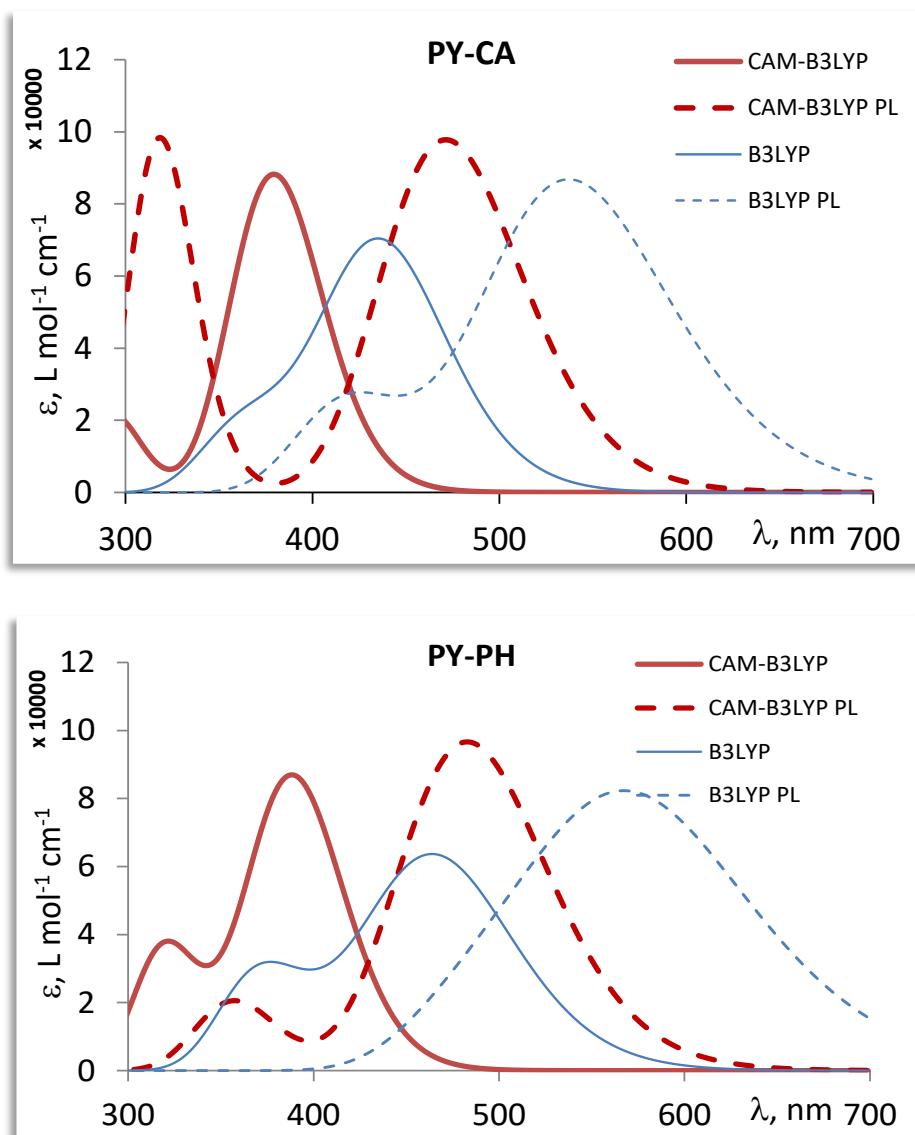 PY-CA
x 10000
ε, L mol⁻¹ cm⁻¹
12
10
8
6
4
2
0
300 400 500 600 λ, nm 700
CAM-B3LYP
CAM-B3LYP PL
B3LYP
B3LYP PL
PY-PH
x 10000
ε, L mol⁻¹ cm⁻¹
12
10
8
6
4
2
0
300 400 500 600 λ, nm 700
CAM-B3LYP
CAM-B3LYP PL
B3LYP
B3LYP PL